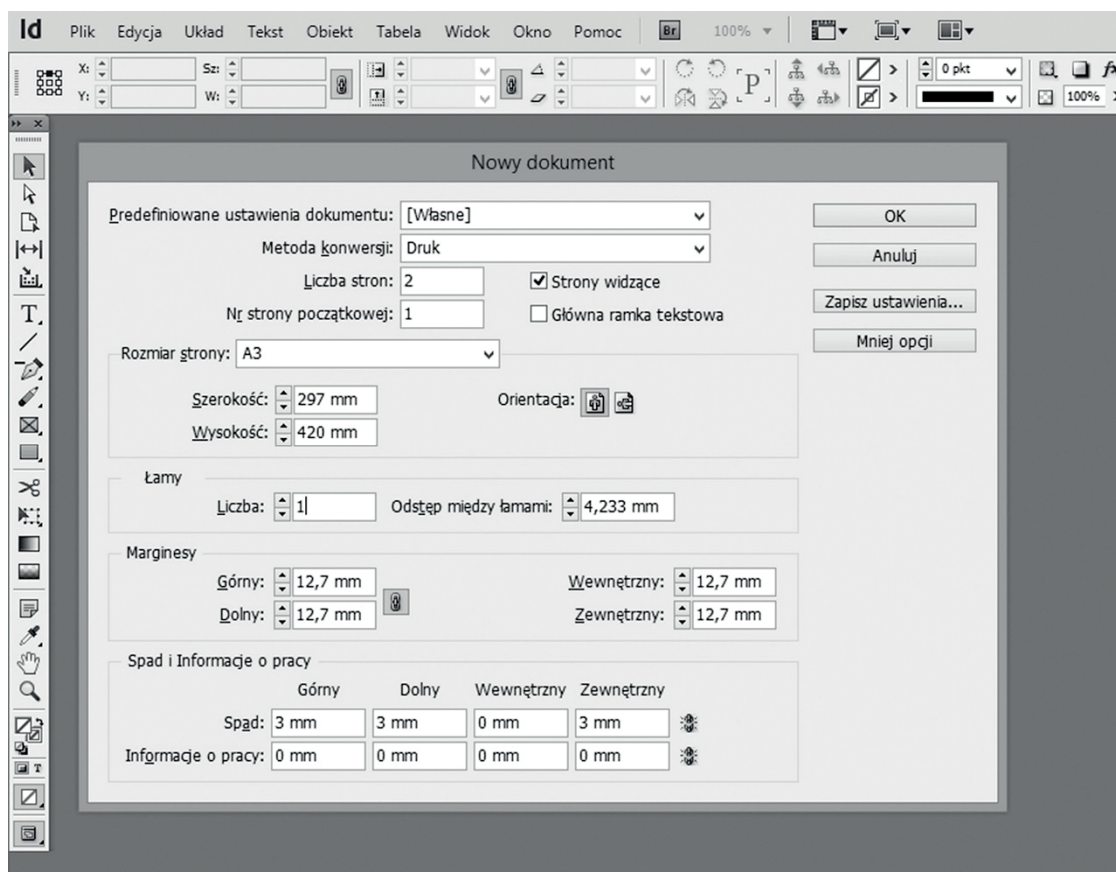 Id Plik Edycja Układ Tekst Obiekt Tabela Widok Okno Pomoc Br 100%
X: Sz: P 0 pkt fx
Y: W: 100%
Nowy dokument
Predefiniowane ustawienia dokumentu: [Własne] OK
Metoda konwersji: Druk Anuluj
Liczba stron: 2 Strony widzące Zapisz ustawienia...
Nr strony początkowej: 1 Główna ramka tekstowa
Mniej opcji
Rozmiar strony: A3
Szerokość: 297 mm Orientacja:
Wysokość: 420 mm
Łamy
Liczba: 1 Odstęp między łamami: 4,233 mm
Marginesy
Górny: 12,7 mm Wewnętrzny: 12,7 mm
Dolny: 12,7 mm Zewnętrzny: 12,7 mm
Spad i Informacje o pracy
Górny Dolny Wewnętrzny Zewnętrzny
Spad: 3 mm 3 mm 0 mm 3 mm
Informacje o pracy: 0 mm 0 mm 0 mm 0 mm
T
T